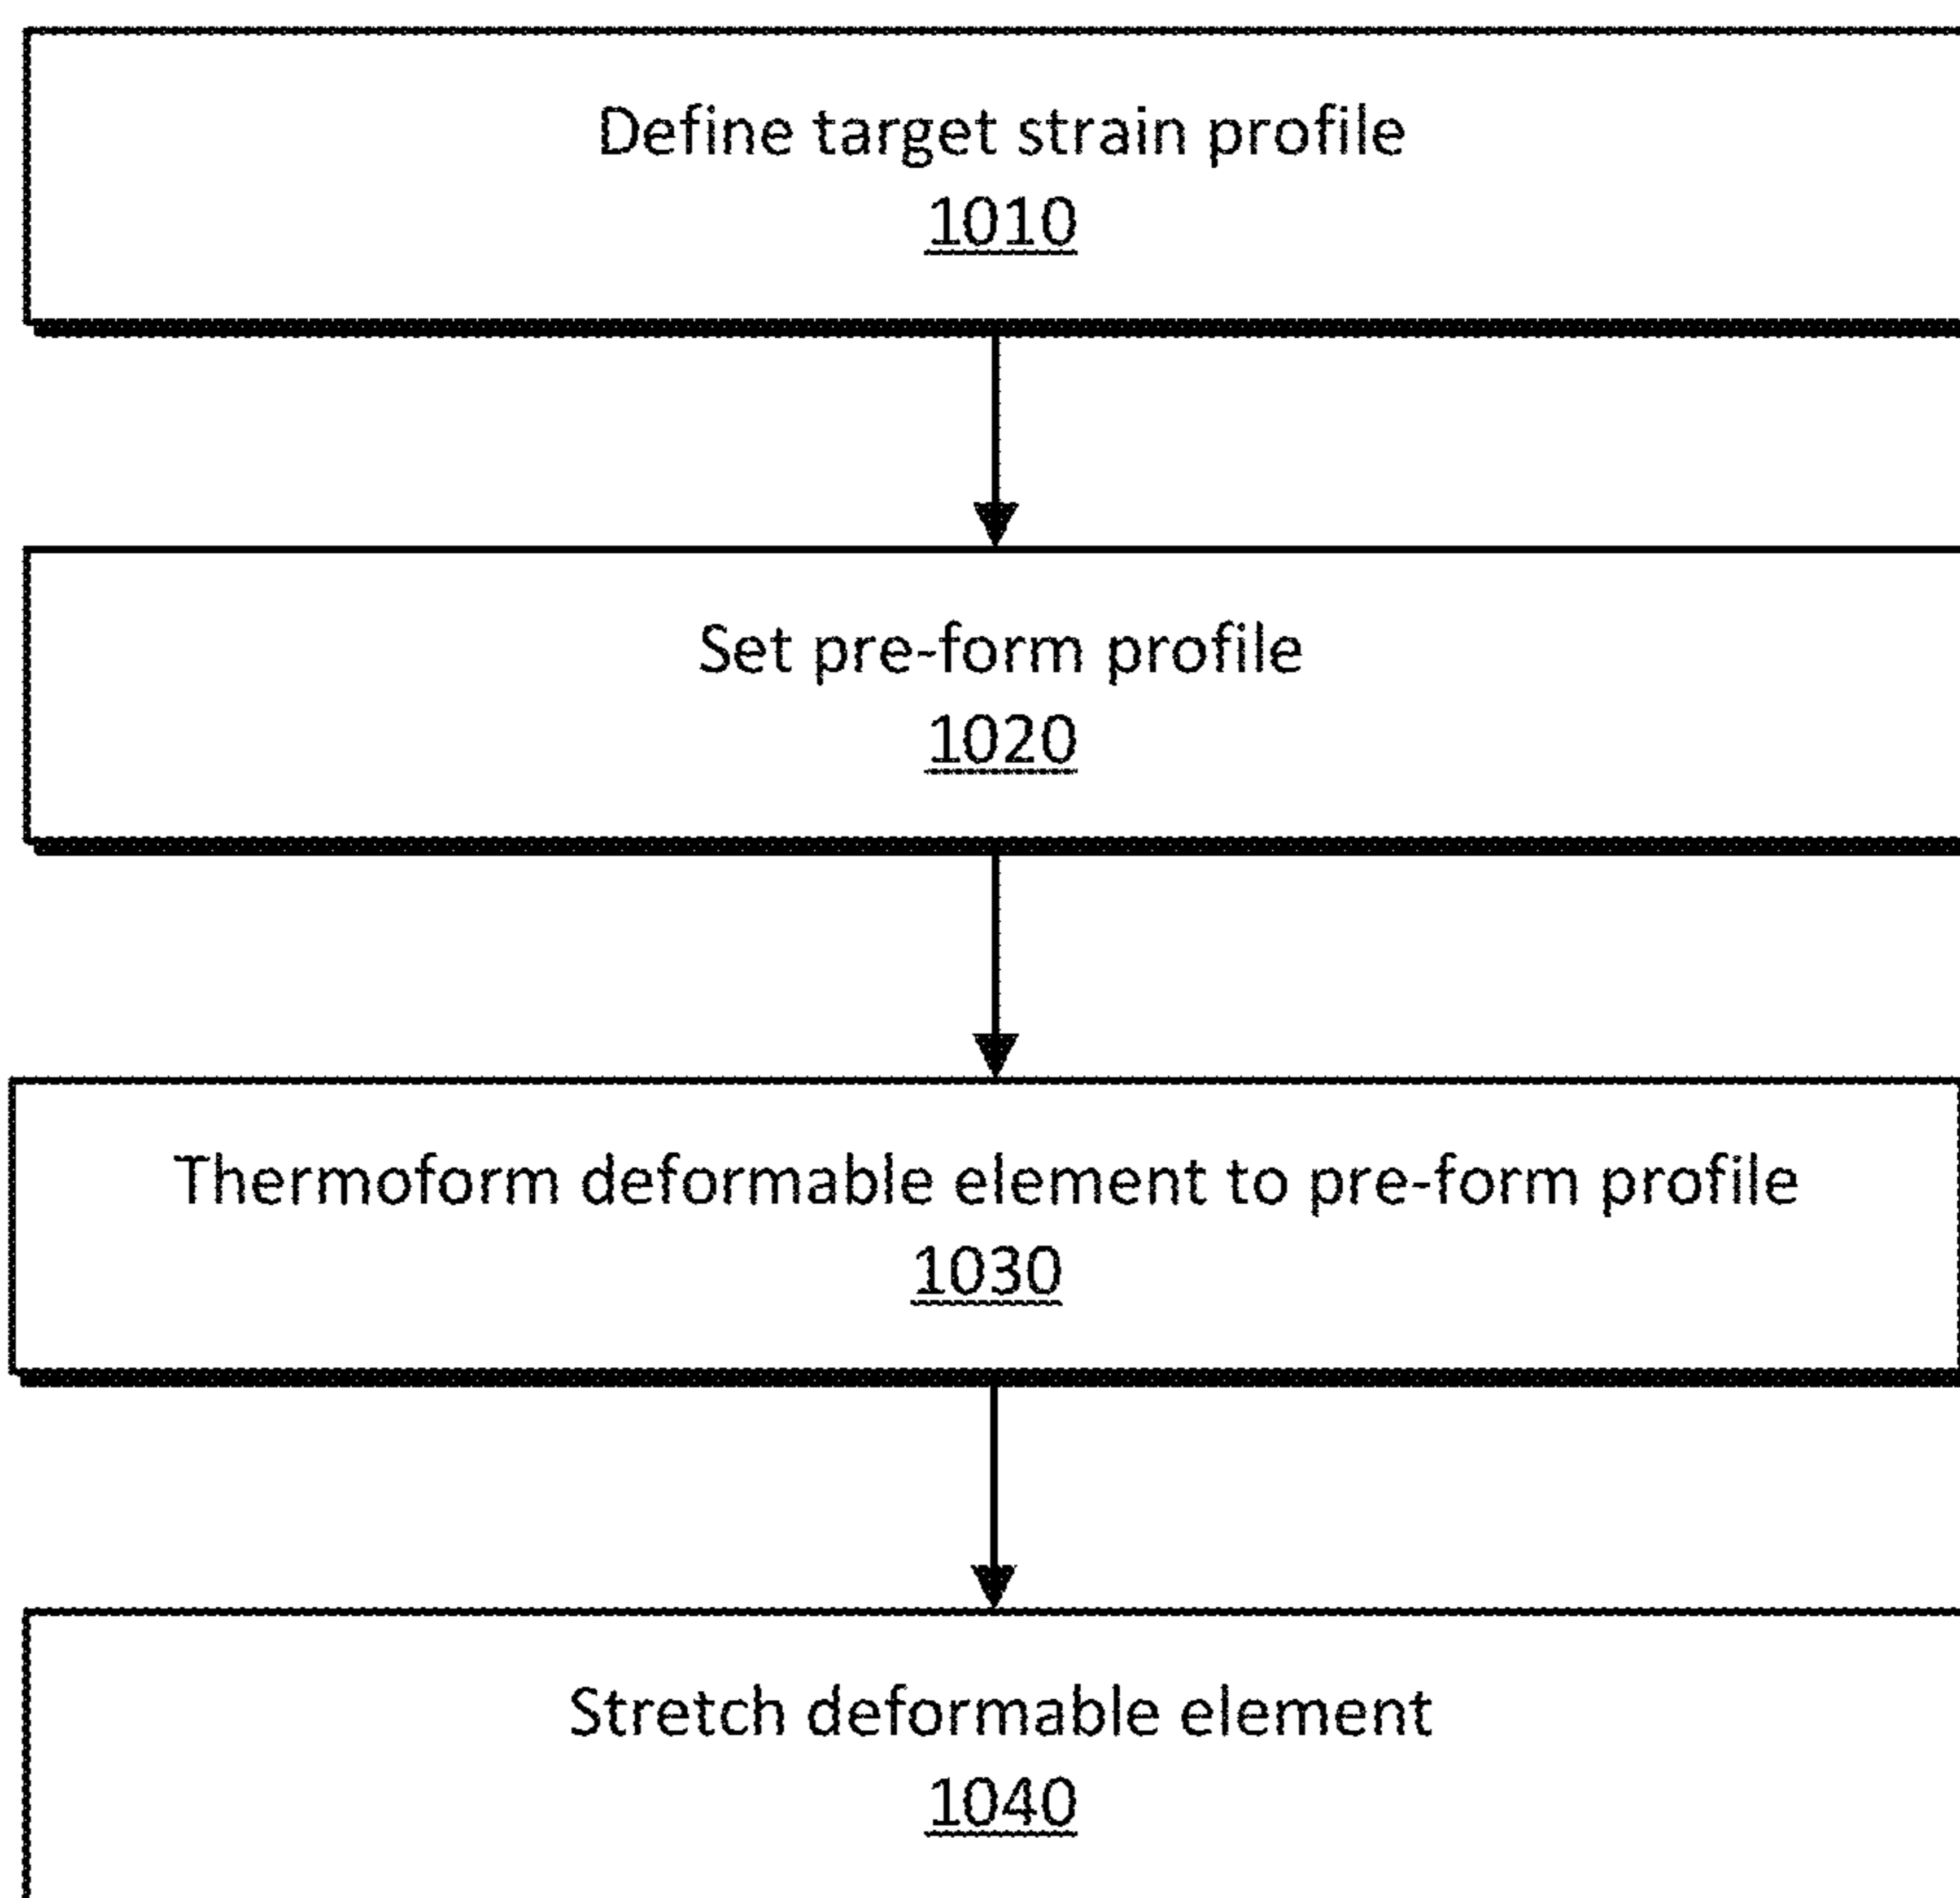 Define target strain profile
1010
Set pre-form profile
1020
Thermoform deformable element to pre-form profile
1030
Stretch deformable element
1040